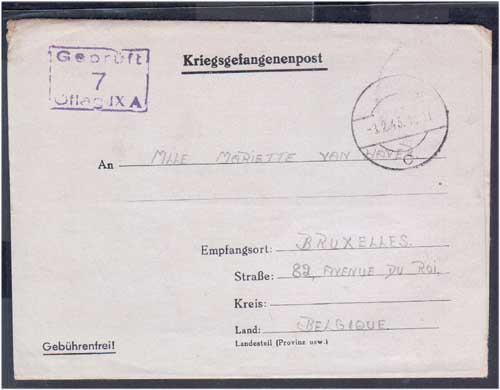 Geprüft
7
Oflag IX A
Kriegsgefangenenpost
An MLLE MARIETTE VAN
Empfangsort: BRUXELLES.
Straße: 82, AVENUE DU ROI.
Kreis:
Land: BELGIQUE
Landesteil (Provinz usw.)
Gebührenfrei!